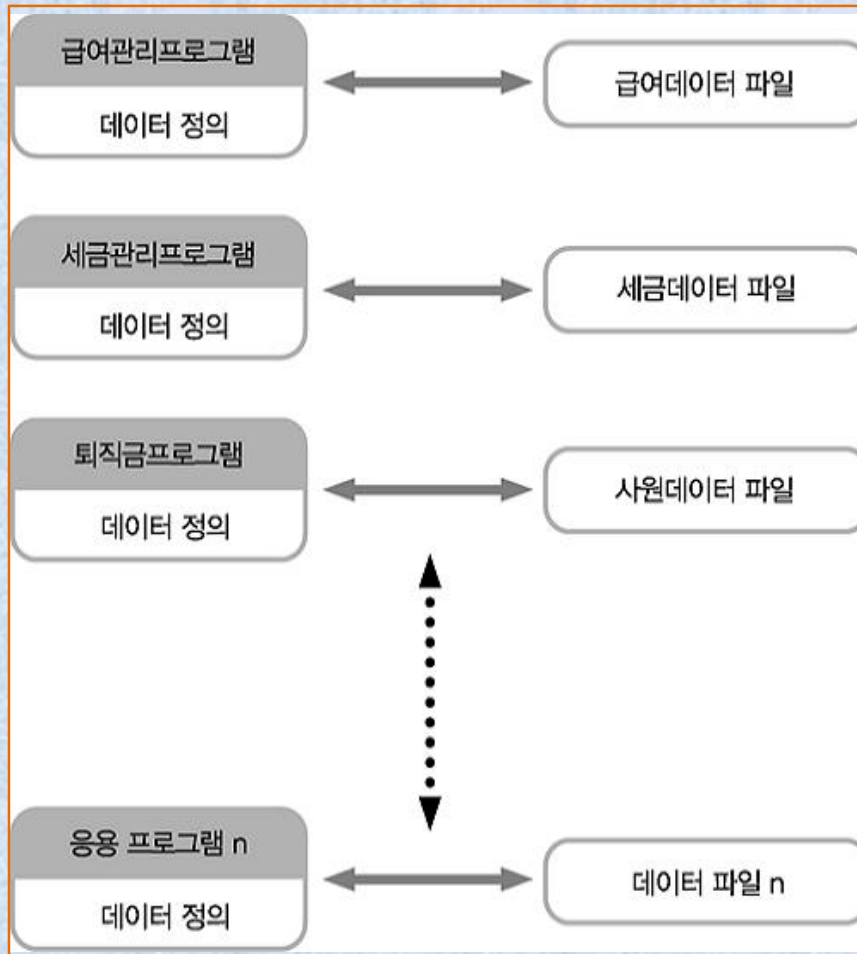 급여관리프로그램
급여데이터 파일
데이터 정의
세금관리프로그램
세금데이터 파일
데이터 정의
퇴직금프로그램
사원데이터 파일
데이터 정의
응용 프로그램 n
데이터 파일 n
데이터 정의